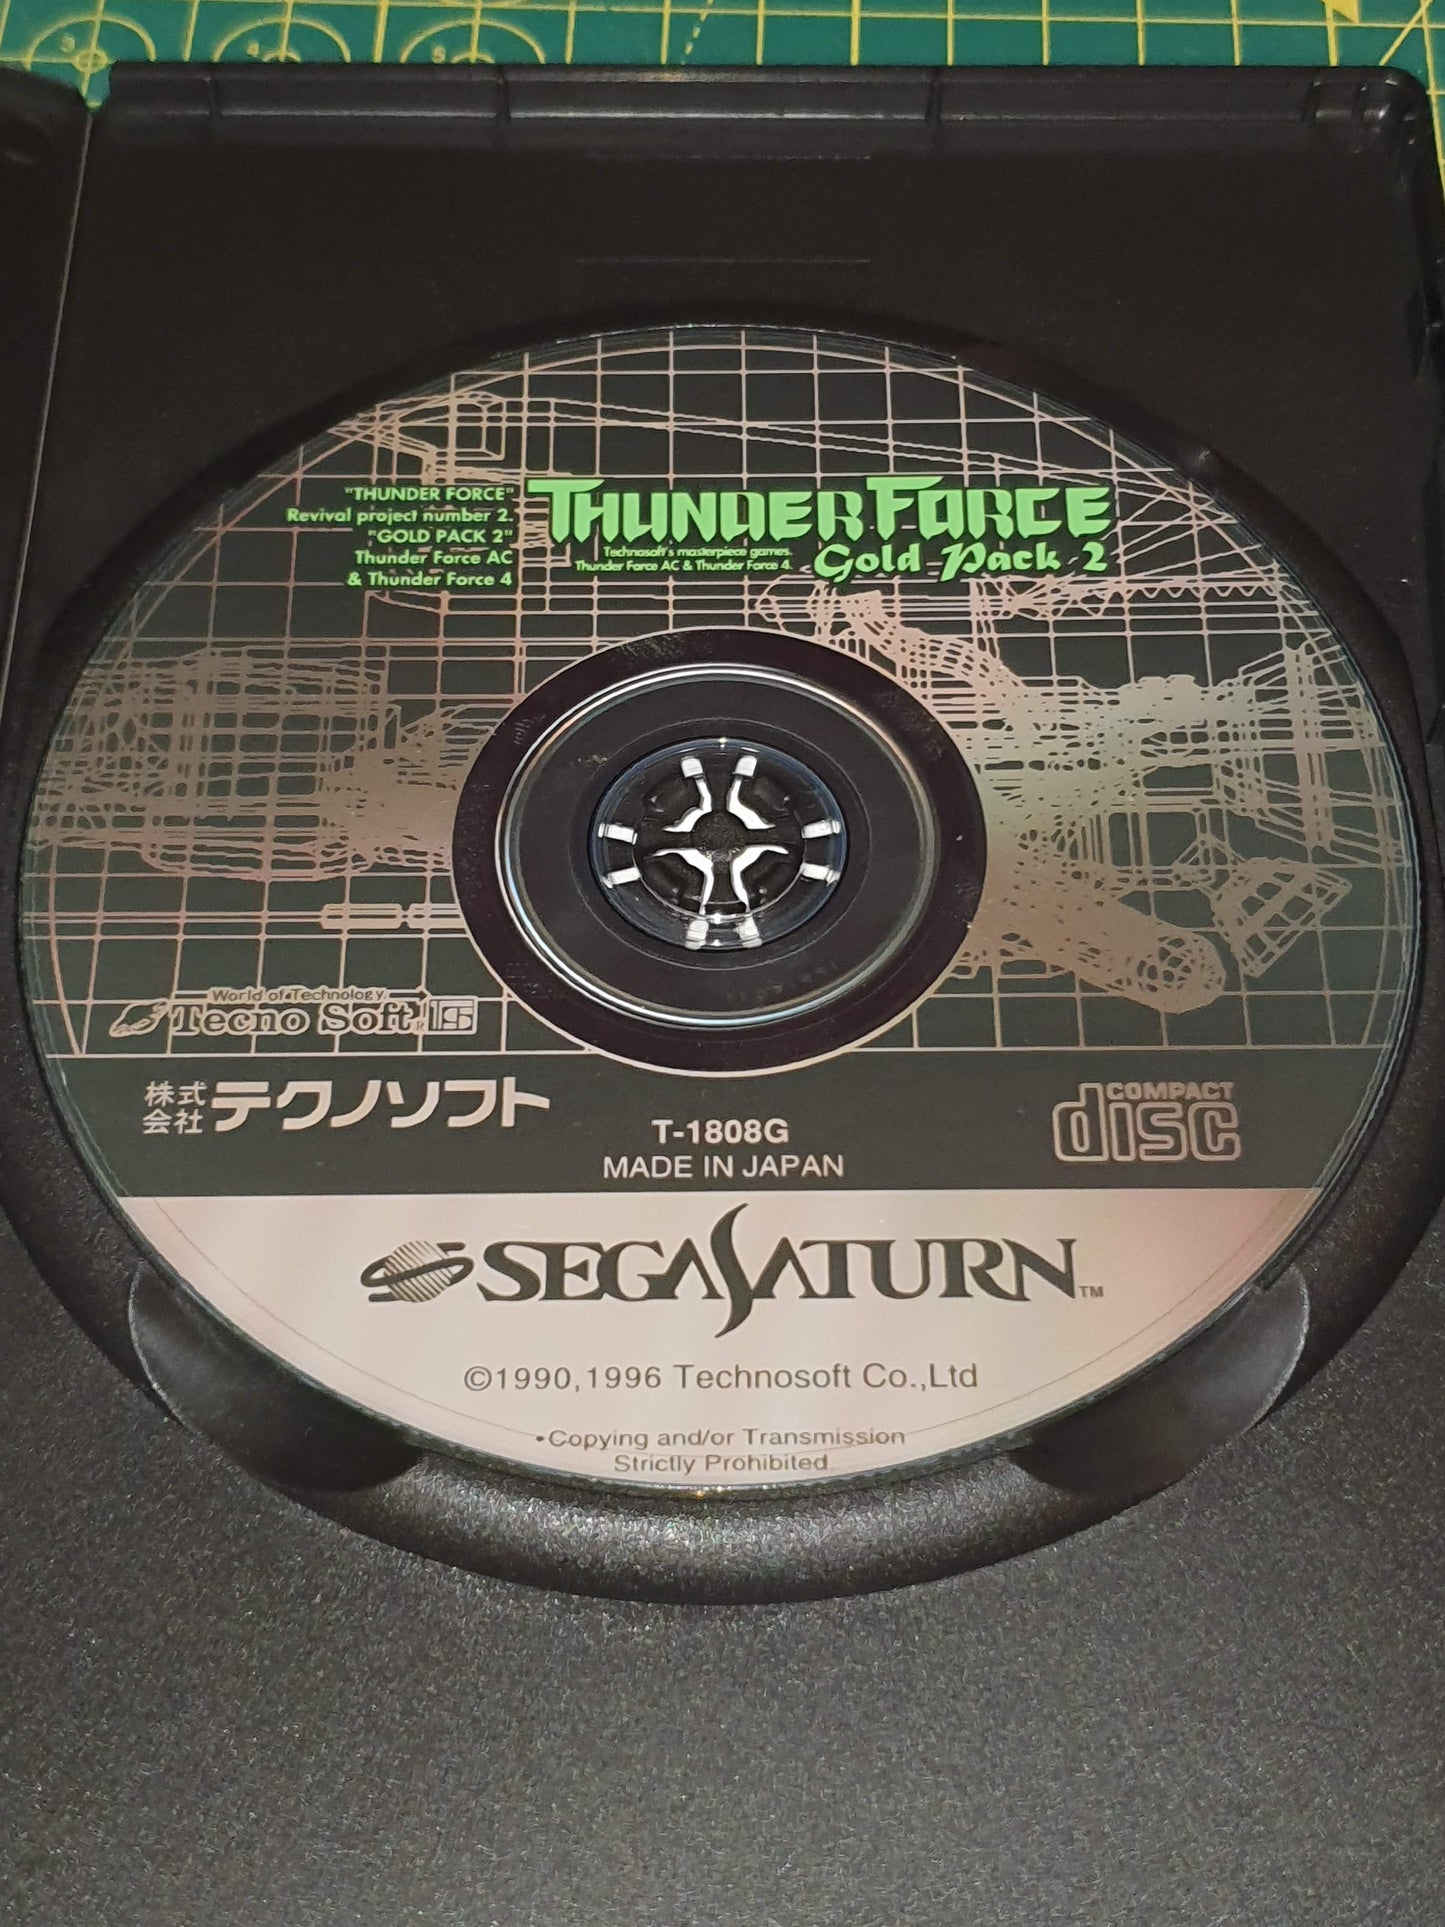 "THUNDER FORCE"
Revival project number 2.
"GOLD PACK 2"
Thunder Force AC
& Thunder Force 4
THUNDER FORCE
Technosoft's masterpiece games.
Thunder Force AC & Thunder Force 4.
Gold Pack 2
World of Technology.
Tecno Soft®
株式会社テクノソフト
T-1808G
MADE IN JAPAN
COMPACT
disc
SEGA SATURN™
©1990,1996 Technosoft Co.,Ltd
•Copying and/or Transmission
Strictly Prohibited.